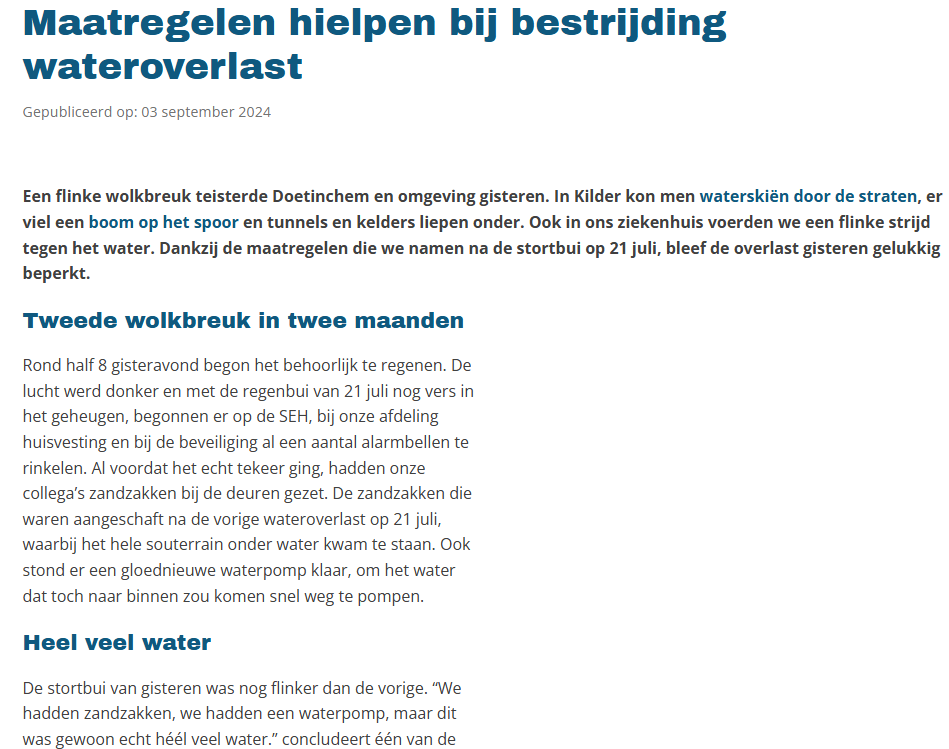 Maatregelen hielpen bij bestrijding
wateroverlast
Gepubliceerd op: 03 september 2024
Een flinke wolkbreuk teisterde Doetinchem en omgeving gisteren. In Kilder kon men waterskiën door de straten, er
viel een boom op het spoor en tunnels en kelders liepen onder. Ook in ons ziekenhuis voerden we een flinke strijd
tegen het water. Dankzij de maatregelen die we namen na de stortbui op 21 juli, bleef de overlast gisteren gelukkig
beperkt.
Tweede wolkbreuk in twee maanden
Rond half 8 gisteravond begon het behoorlijk te regenen. De
lucht werd donker en met de regenbui van 21 juli nog vers in
het geheugen, begonnen er op de SEH, bij onze afdeling
huisvesting en bij de beveiliging al een aantal alarmbellen te
rinkelen. Al voordat het echt tekeer ging, hadden onze
collega’s zandzakken bij de deuren gezet. De zandzakken die
waren aangeschaft na de vorige wateroverlast op 21 juli,
waarbij het hele souterrain onder water kwam te staan. Ook
stond er een gloednieuwe waterpomp klaar, om het water
dat toch naar binnen zou komen snel weg te pompen.
Heel veel water
De stortbui van gisteren was nog flinker dan de vorige. “We
hadden zandzakken, we hadden een waterpomp, maar dit
was gewoon echt héél veel water.” concludeert één van de